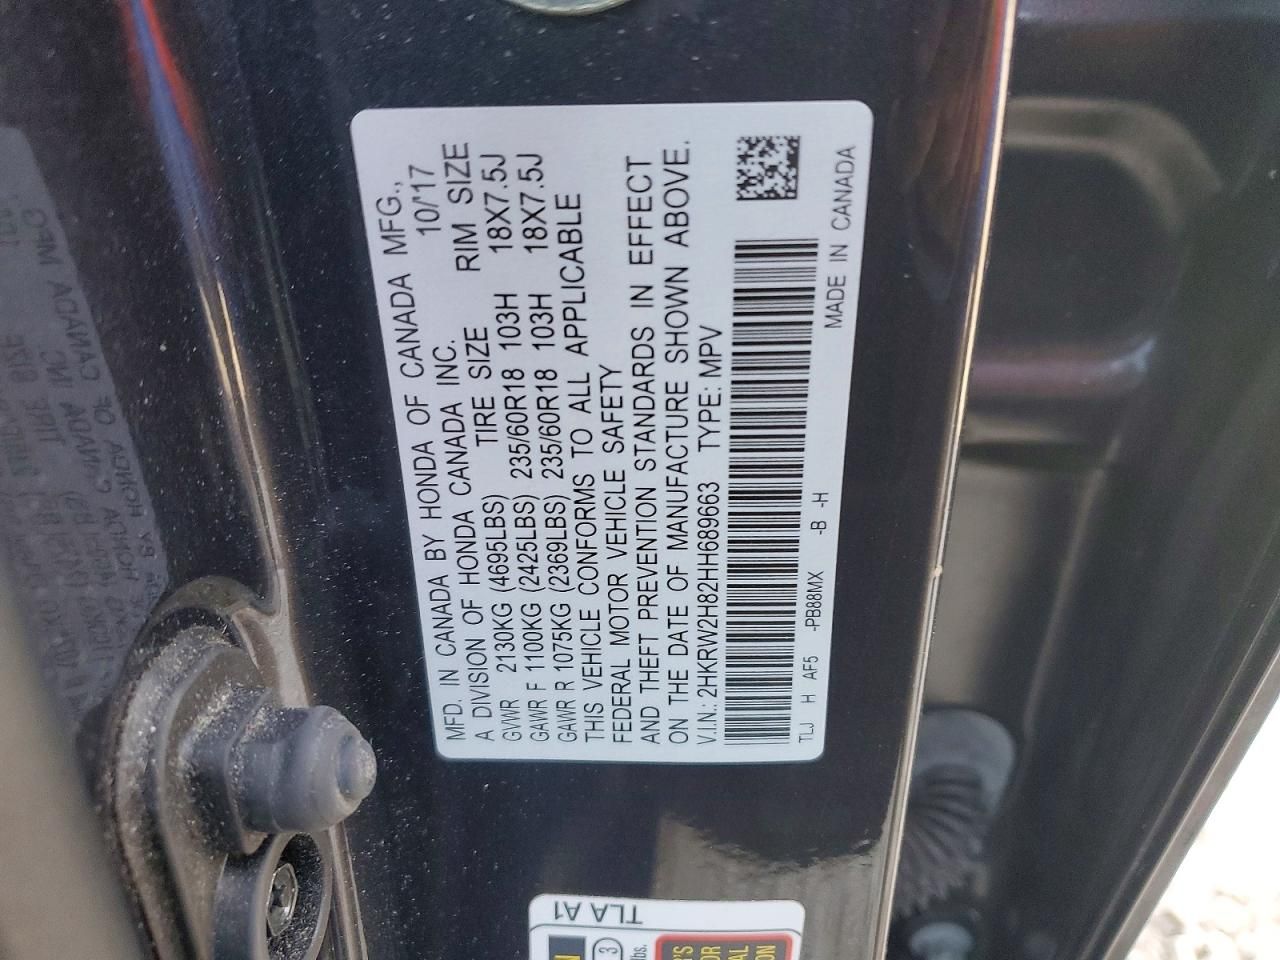 MFD. IN CANADA BY HONDA OF CANADA MFG.,
A DIVISION OF HONDA CANADA INC. 10/17
GVWR 2130KG (4695LBS) TIRE SIZE RIM SIZE
GAWR F 1100KG (2425LBS) 235/60R18 103H 18X7.5J
GAWR R 1075KG (2369LBS) 235/60R18 103H 18X7.5J
THIS VEHICLE CONFORMS TO ALL APPLICABLE
FEDERAL MOTOR VEHICLE SAFETY
AND THEFT PREVENTION STANDARDS IN EFFECT
ON THE DATE OF MANUFACTURE SHOWN ABOVE.
V.I.N.: 2HKRW2H82HH689663 TYPE: MPV
TLJ H AF5 -PB88MX -B -H
MADE IN CANADA
TLA A1
3
lbs.